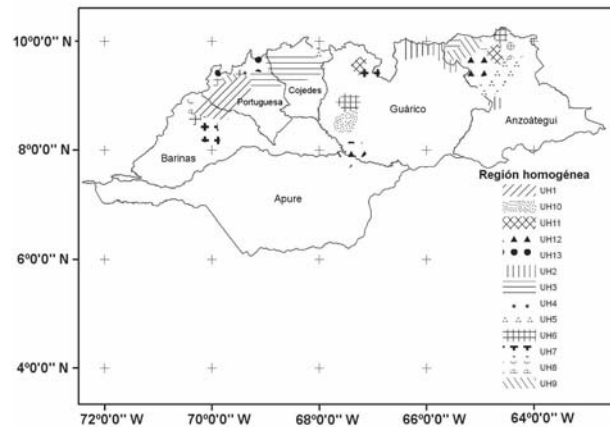 10°0'0" N
8°0'0" N
6°0'0" N
4°0'0" N
72°0'0" W
70°0'0" W
68°0'0" W
66°0'0" W
64°0'0" W
Cojedes
Portuguesa
Guárico
Anzoátegui
Barinas
Apure
Región homogénea
UH1
UH10
UH11
UH12
UH13
UH2
UH3
UH4
UH5
UH6
UH7
UH8
UH9